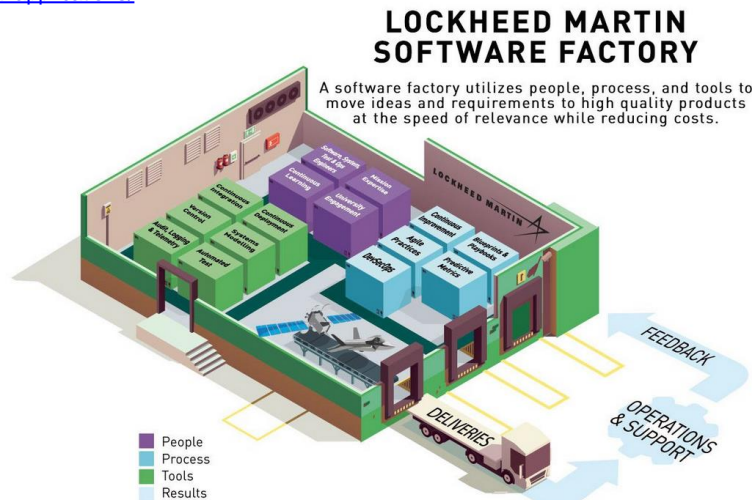 LOCKHEED MARTIN
SOFTWARE FACTORY
A software factory utilizes people, process, and tools to
move ideas and requirements to high quality products
at the speed of relevance while reducing costs.
Software, System,
Test & Ops
Engineers
Mission
Expertise
Continuous
Learning
University
Engagement
LOCKHEED MARTIN
Continuous
Integration
Continuous
Deployment
Version
Control
Systems
Modelling
Audit, Logging
& Telemetry
Automated
Test
Continuous
Improvement
Blueprints &
Playbooks
Agile
Practices
Predictive
Metrics
DevSecOps
FEEDBACK
OPERATIONS
& SUPPORT
DELIVERIES
People
Process
Tools
Results